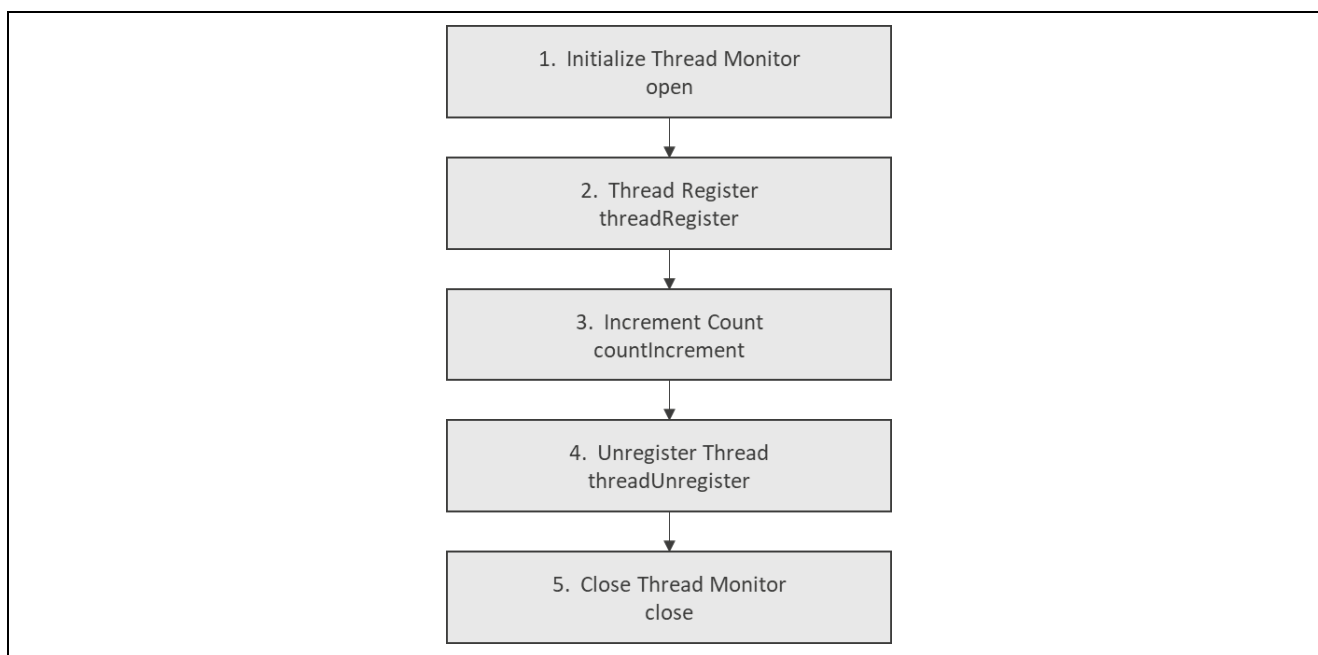 1. Initialize Thread Monitor
open
2. Thread Register
threadRegister
3. Increment Count
countIncrement
4. Unregister Thread
threadUnregister
5. Close Thread Monitor
close